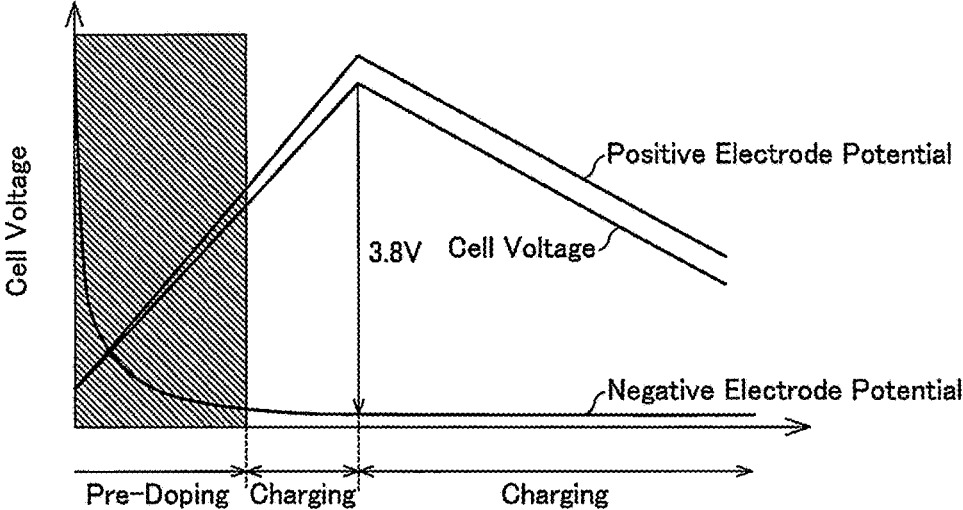 Cell Voltage
Positive Electrode Potential
Cell Voltage
3.8V
Negative Electrode Potential
Pre-Doping
Charging
Charging